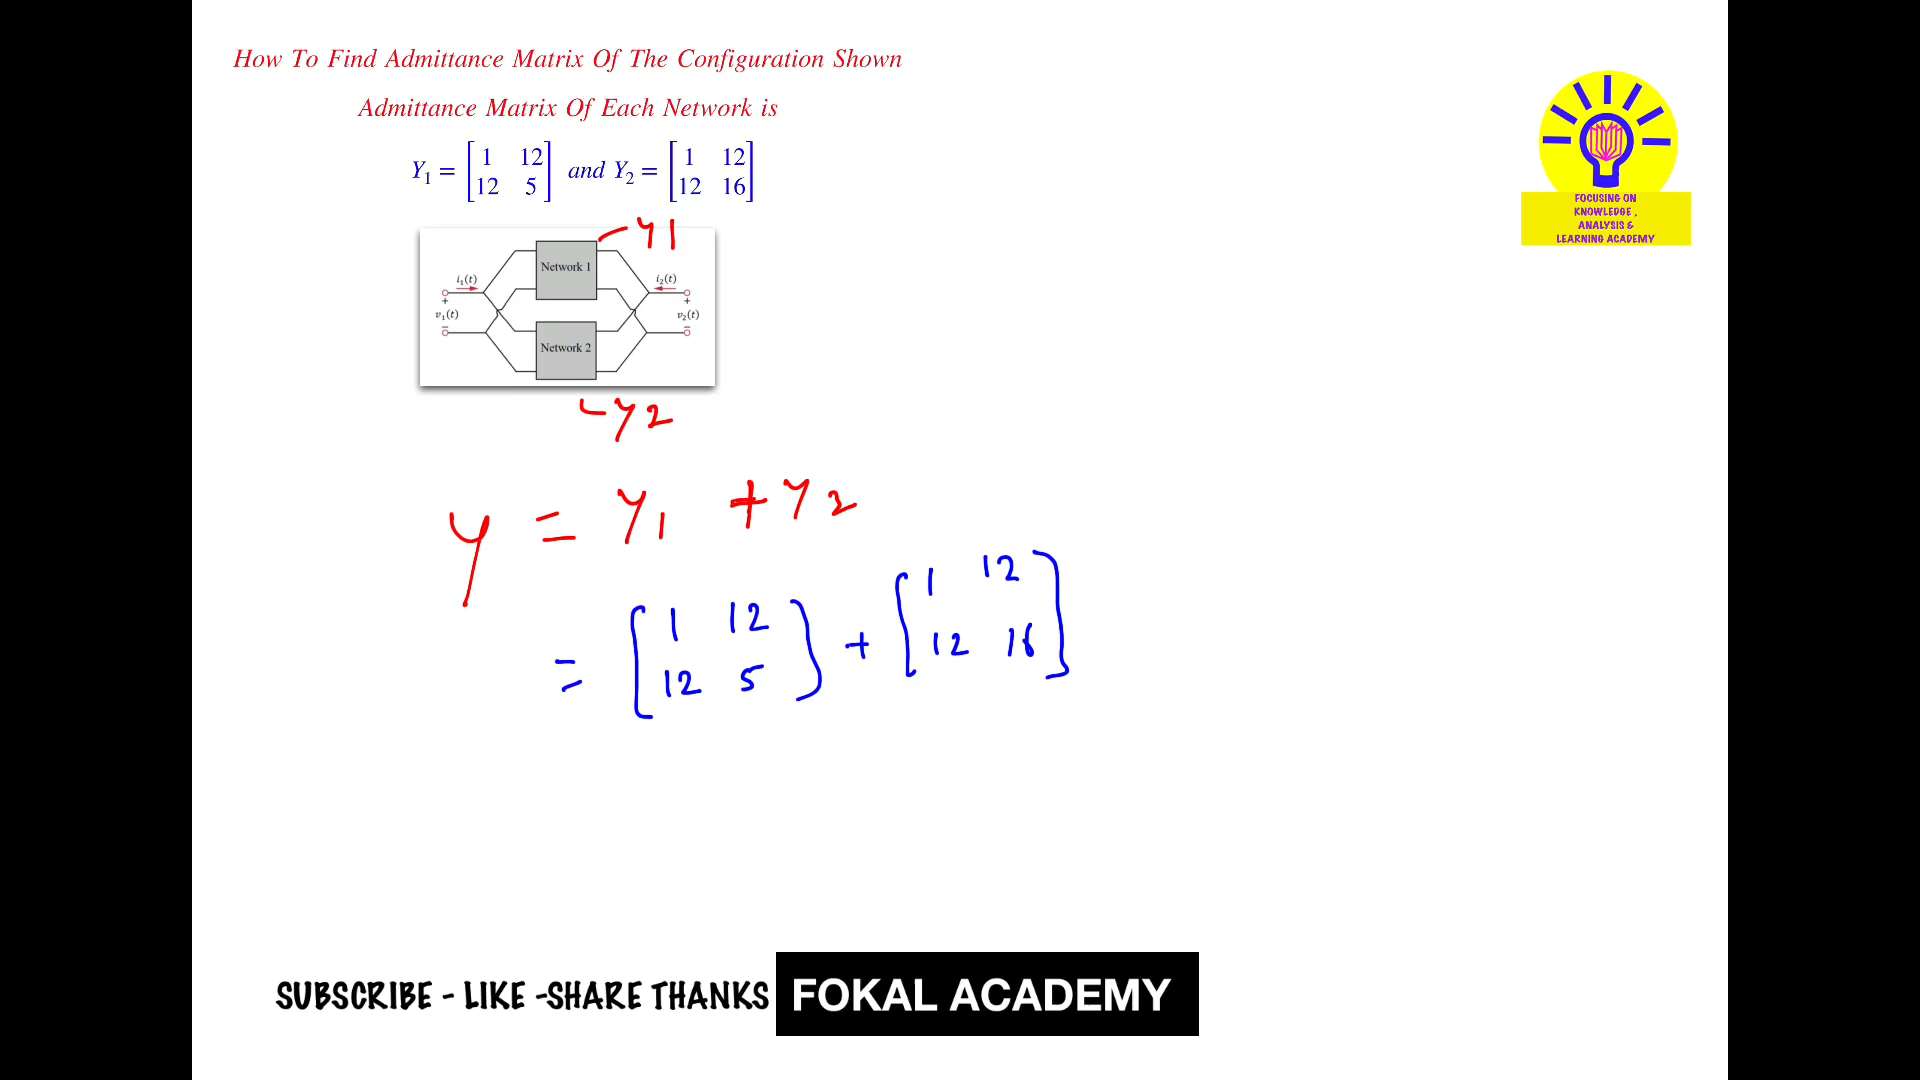 How To Find Admittance Matrix Of The Configuration Shown
Admittance Matrix Of Each Network is
Y₁ = [1 12; 12 5] and Y₂ = [1 12; 12 16]
FOCUSING ON
KNOWLEDGE ,
ANALYSIS &
LEARNING ACADEMY
Y1
Network 1
i₁(t) i₂(t)
+ +
v₁(t) v₂(t)
− −
Network 2
Y2
Y = Y₁ + Y₂
= [1 12; 12 5] + [1 12; 12 16]
SUBSCRIBE - LIKE -SHARE THANKS FOKAL ACADEMY